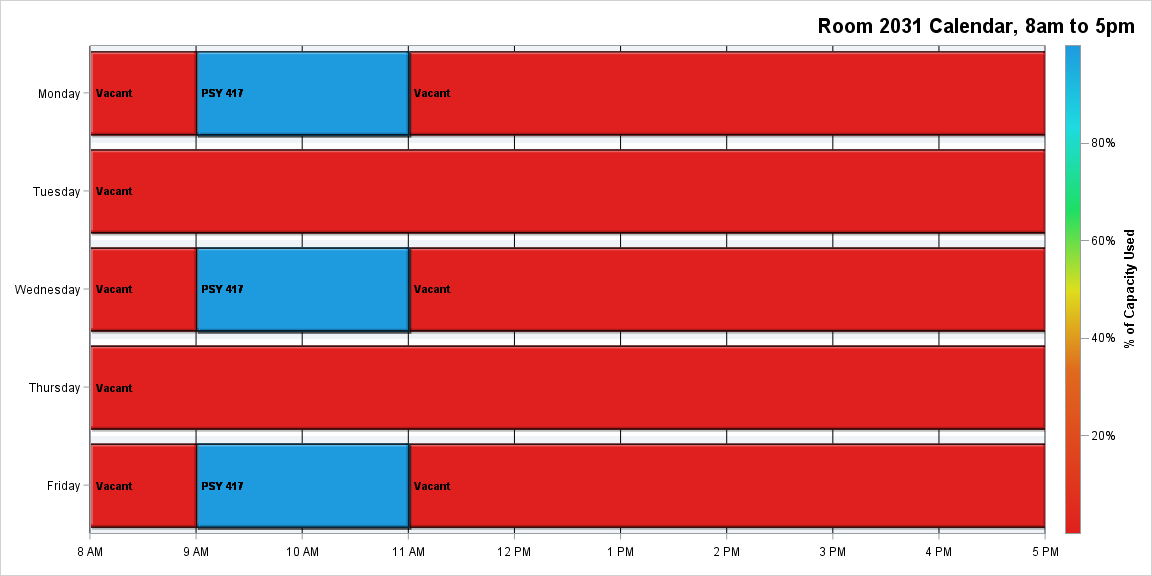 Room 2031 Calendar, 8am to 5pm
Monday
Vacant
PSY 417
Vacant
Tuesday
Vacant
Wednesday
Vacant
PSY 417
Vacant
Thursday
Vacant
Friday
Vacant
PSY 417
Vacant
8 AM 9 AM 10 AM 11 AM 12 PM 1 PM 2 PM 3 PM 4 PM 5 PM
80%
60%
40%
20%
% of Capacity Used